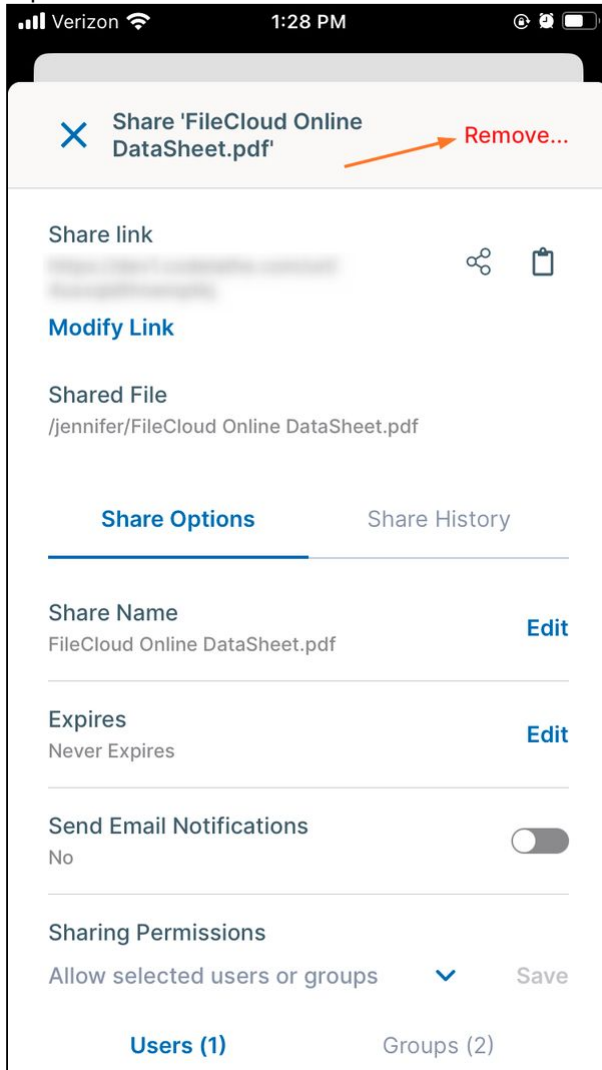 Verizon 1:28 PM
Share 'FileCloud Online
DataSheet.pdf'
Remove...
Share link
Modify Link
Shared File
/jennifer/FileCloud Online DataSheet.pdf
Share Options Share History
Share Name
FileCloud Online DataSheet.pdf
Edit
Expires
Never Expires
Edit
Send Email Notifications
No
Sharing Permissions
Allow selected users or groups Save
Users (1) Groups (2)